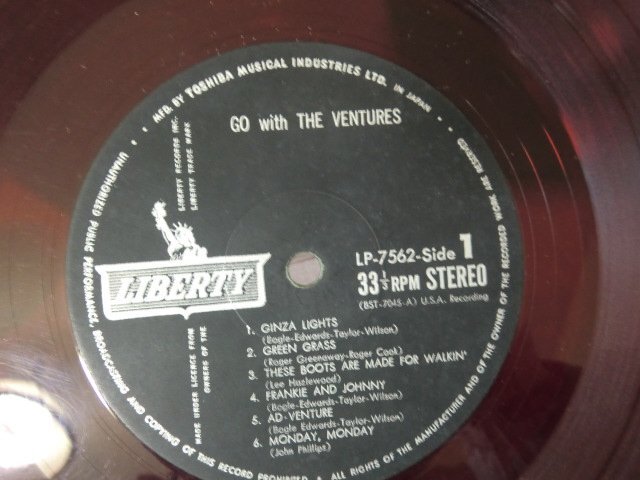 MFD. BY TOSHIBA MUSICAL INDUSTRIES LTD. IN JAPAN
UNAUTHORIZED PUBLIC PERFORMANCE, BROADCASTING AND COPYING OF THIS RECORD PROHIBITED
ALL RIGHTS OF THE MANUFACTURER AND OF THE OWNER OF THE RECORDED WORK ARE RESERVED
GO with THE VENTURES
LIBERTY RECORDS INC.
LIBERTY TRADE MARK
LIBERTY
MADE UNDER LICENCE FROM
OWNERS OF THE
LP-7562-Side 1
33 1/3 RPM STEREO
(BST-7045-A) U.S.A. Recording
1. GINZA LIGHTS
(Bogle-Edwards-Taylor-Wilson)
2. GREEN GRASS
(Roger Greenaway-Roger Cook)
3. THESE BOOTS ARE MADE FOR WALKIN'
(Lee Hazlewood)
4. FRANKIE AND JOHNNY
(Bogle-Edwards-Taylor-Wilson)
5. AD-VENTURE
(Bogle Edwards-Taylor-Wilson)
6. MONDAY, MONDAY
(John Phillips)